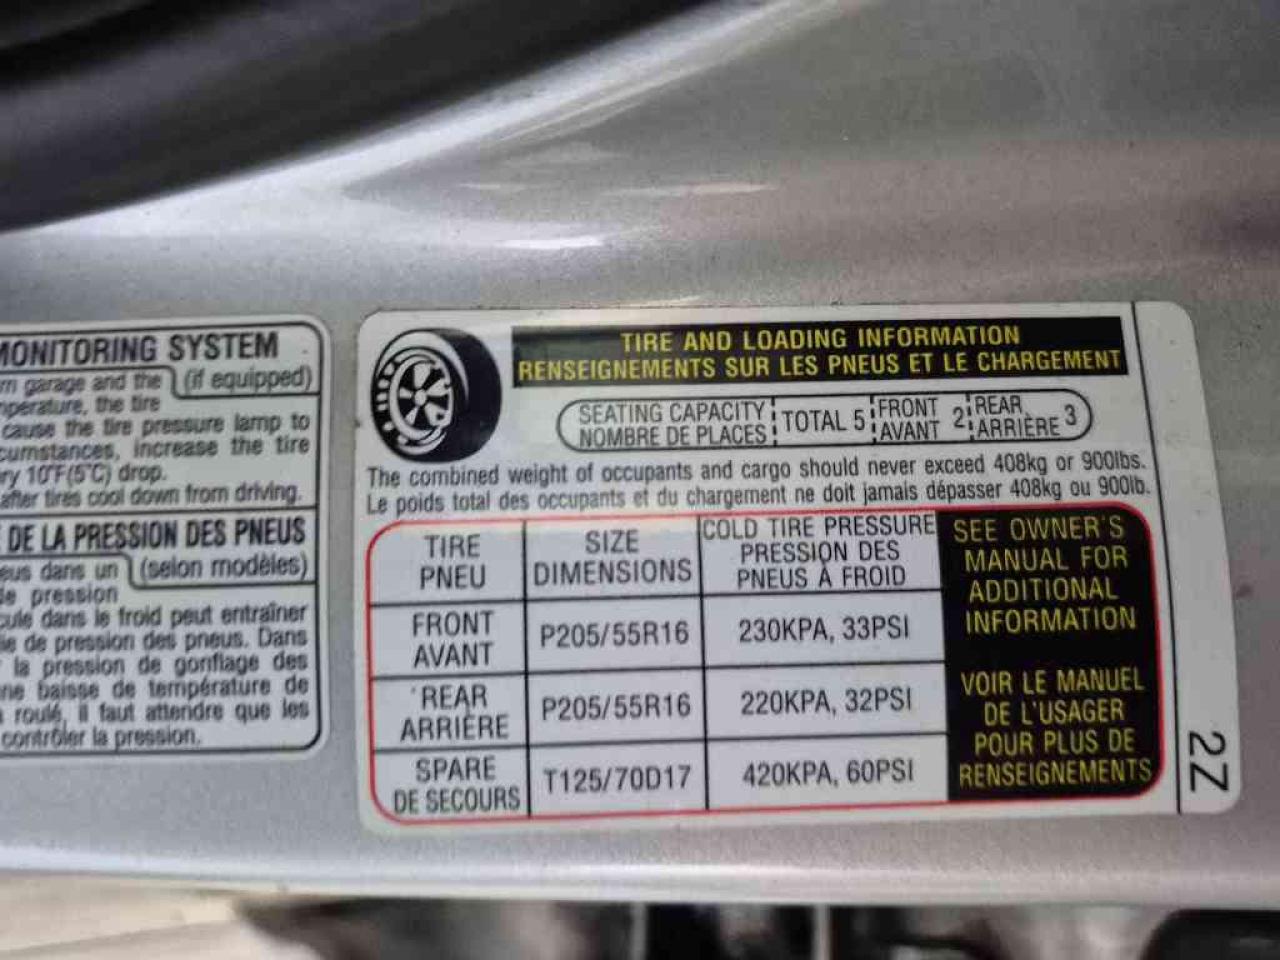 MONITORING SYSTEM
garage and the (if equipped)
the tire
cause the tire pressure lamp to
increase the tire
10°F(5°C) drop.
after tires cool down from driving.
DE LA PRESSION DES PNEUS
dans un (selon modèles)
de pression
dans le froid peut entraîner
de pression des pneus. Dans
la pression de gonflage des
baisse de température de
roulé, il faut attendre que les
contrôler la pression.
TIRE AND LOADING INFORMATION
RENSEIGNEMENTS SUR LES PNEUS ET LE CHARGEMENT
SEATING CAPACITY TOTAL 5 FRONT 2 REAR 3
NOMBRE DE PLACES AVANT ARRIÈRE
The combined weight of occupants and cargo should never exceed 408kg or 900lbs.
Le poids total des occupants et du chargement ne doit jamais dépasser 408kg ou 900lb.
TIRE
PNEU
SIZE
DIMENSIONS
COLD TIRE PRESSURE
PRESSION DES
PNEUS À FROID
FRONT
AVANT
P205/55R16
230KPA, 33PSI
REAR
ARRIÈRE
P205/55R16
220KPA, 32PSI
SPARE
DE SECOURS
T125/70D17
420KPA, 60PSI
SEE OWNER'S
MANUAL FOR
ADDITIONAL
INFORMATION
VOIR LE MANUEL
DE L'USAGER
POUR PLUS DE
RENSEIGNEMENTS
2Z